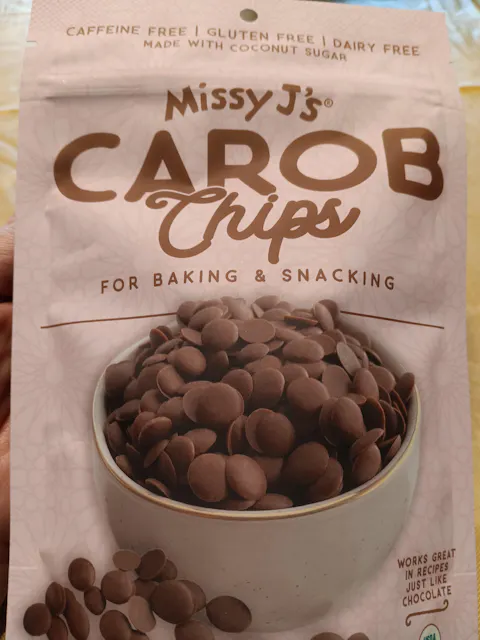 CAFFEINE FREE | GLUTEN FREE | DAIRY FREE
MADE WITH COCONUT SUGAR
Missy J's®
CAROB
Chips
FOR BAKING & SNACKING
WORKS GREAT
IN RECIPES
JUST LIKE
CHOCOLATE